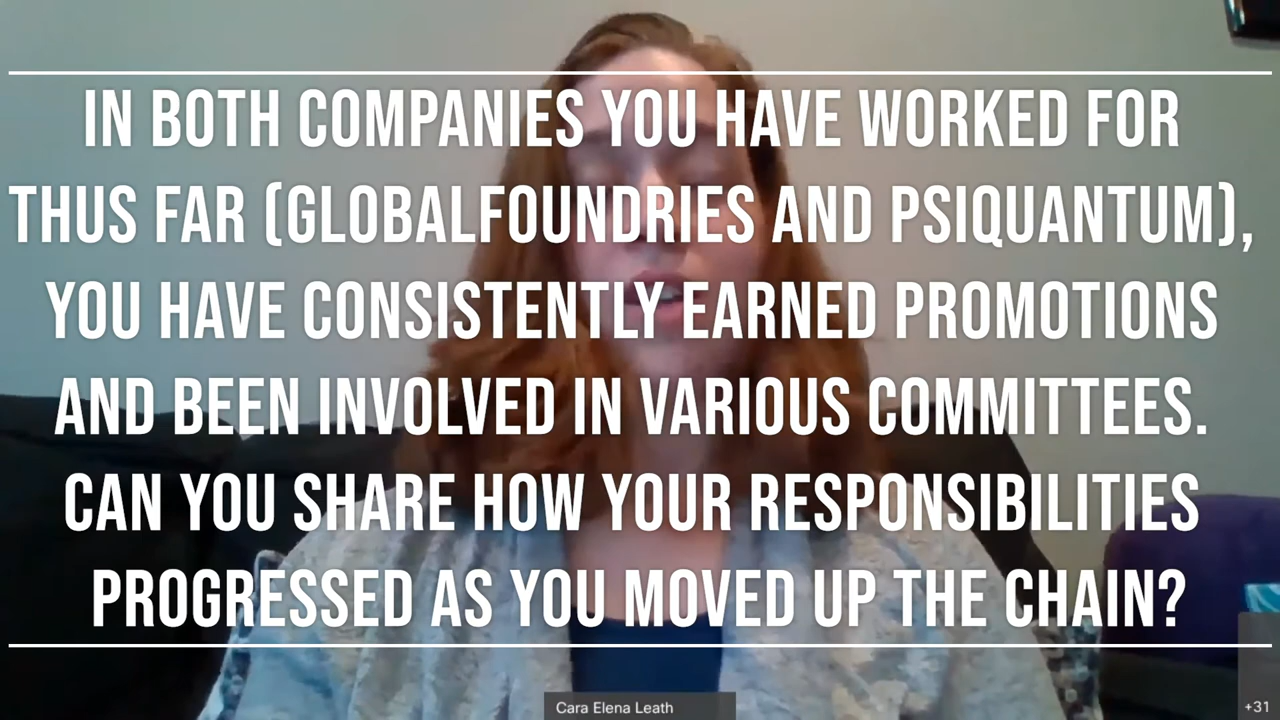 IN BOTH COMPANIES YOU HAVE WORKED FOR
THUS FAR (GLOBALFOUNDRIES AND PSIQUANTUM),
YOU HAVE CONSISTENTLY EARNED PROMOTIONS
AND BEEN INVOLVED IN VARIOUS COMMITTEES.
CAN YOU SHARE HOW YOUR RESPONSIBILITIES
PROGRESSED AS YOU MOVED UP THE CHAIN?
Cara Elena Leath
+31